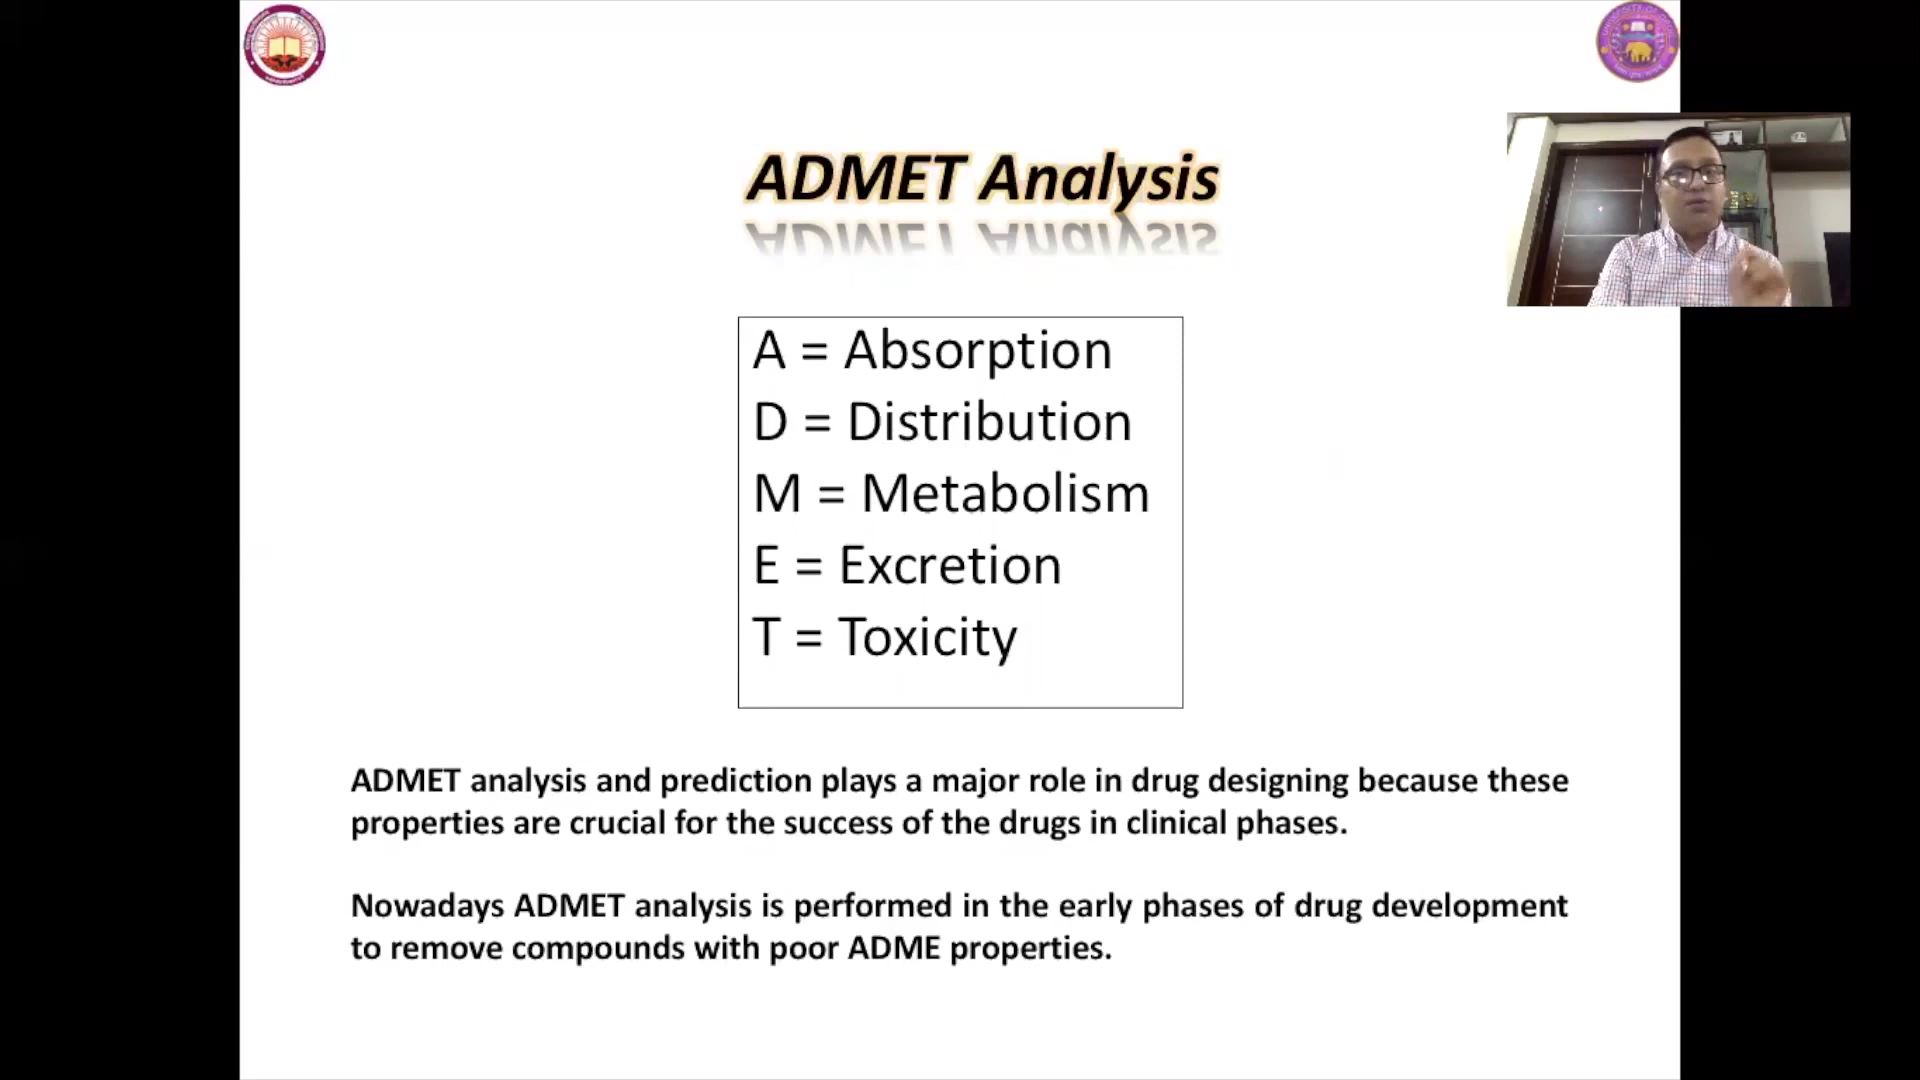 ADMET Analysis
A = Absorption
D = Distribution
M = Metabolism
E = Excretion
T = Toxicity
ADMET analysis and prediction plays a major role in drug designing because these
properties are crucial for the success of the drugs in clinical phases.
Nowadays ADMET analysis is performed in the early phases of drug development
to remove compounds with poor ADME properties.